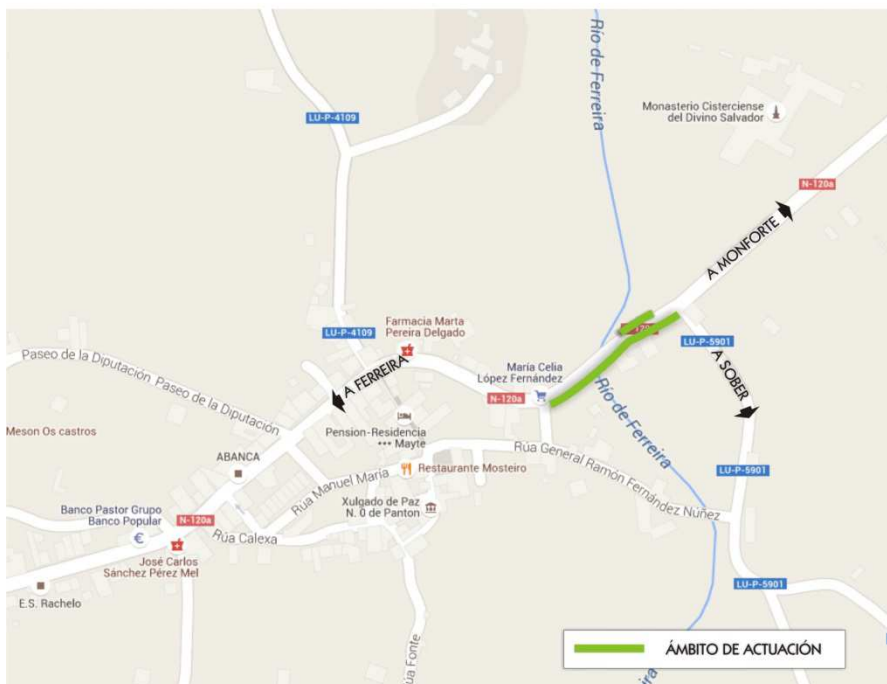 LU-P-4109
Río de Ferreira
Monasterio Cisterciense
del Divino Salvador
N-120a
A MONFORTE
LU-P-4109
Farmacia Marta
Pereira Delgado
LU-P-5901
Paseo de la Diputación
Paseo de la Diputación
A FERREIRA
María Celia
López Fernández
A SOBER
N-120a
Río de Ferreira
Meson Os castros
Pension-Residencia
*** Mayte
ABANCA
Rúa General Ramón Fernández Núñez
Restaurante Mosteiro
Rúa Manuel María
LU-P-5901
Xulgado de Paz
N. 0 de Panton
Banco Pastor Grupo
Banco Popular
€
N-120a
Rúa Calexa
José Carlos
Sánchez Pérez Mel
E.S. Rachelo
LU-P-5901
ÁMBITO DE ACTUACIÓN